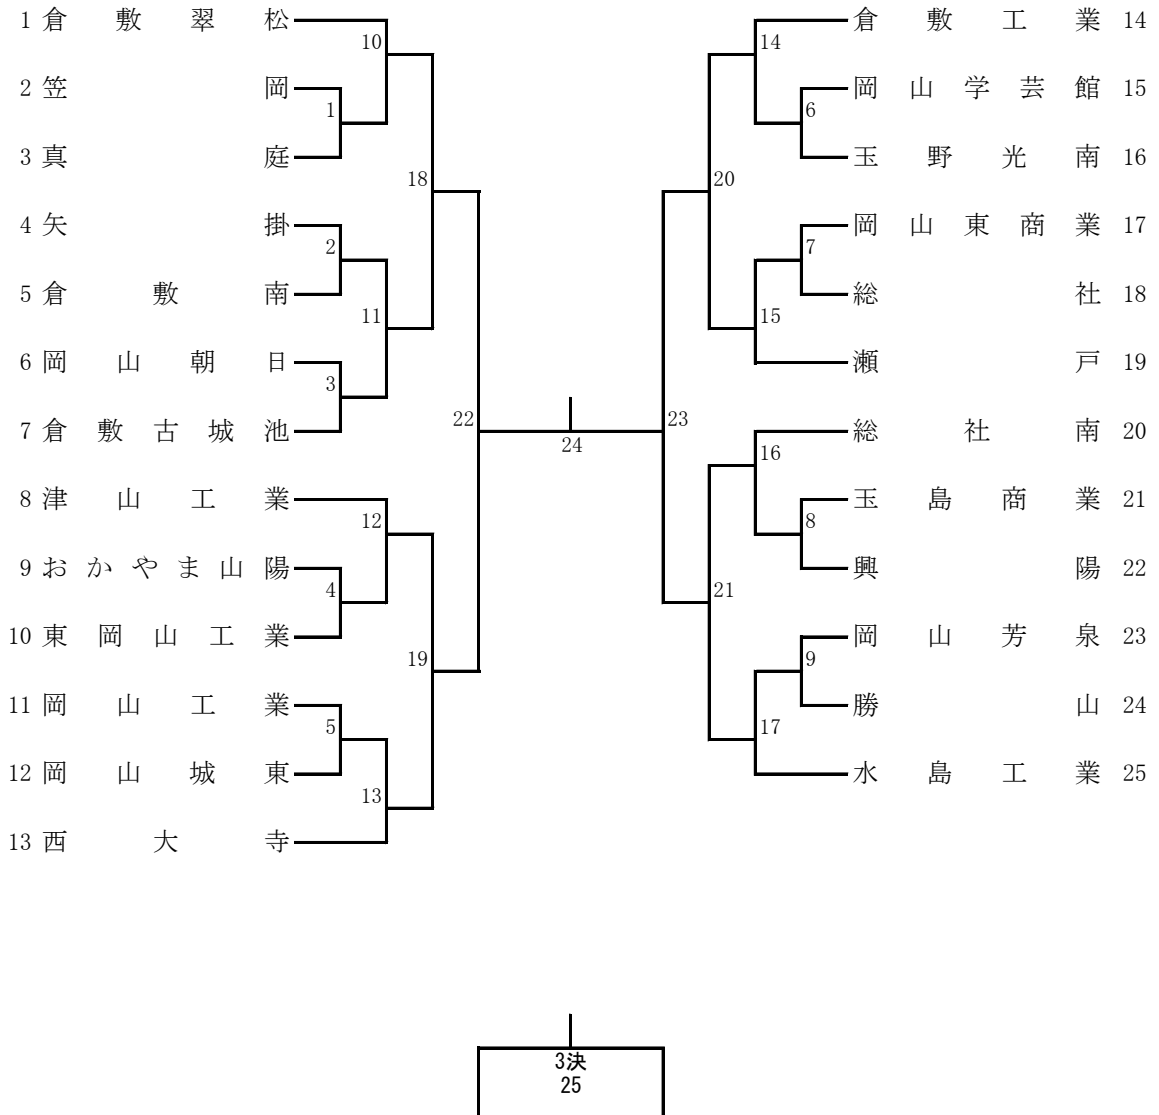 1 倉敷翠松
2 笠岡
3 真庭
4 矢掛
5 倉敷南
6 岡山朝日
7 倉敷古城池
8 津山工業
9 おかやま山陽
10 東岡山工業
11 岡山工業
12 岡山城東
13 西大寺
10
1
18
2
11
3
22
12
4
19
5
13
24
倉敷工業 14
岡山学芸館 15
玉野光南 16
岡山東商業 17
総社 18
瀬戸 19
総社南 20
玉島商業 21
興陽 22
岡山芳泉 23
勝山 24
水島工業 25
14
6
20
7
15
23
16
8
21
9
17
3決
25